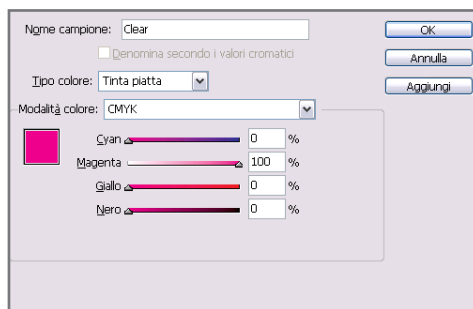 Nome campione: Clear
OK
Denomina secondo i valori cromatici
Annulla
Tipo colore: Tinta piatta
Aggiungi
Modalità colore: CMYK
Cyan 0 %
Magenta 100 %
Giallo 0 %
Nero 0 %